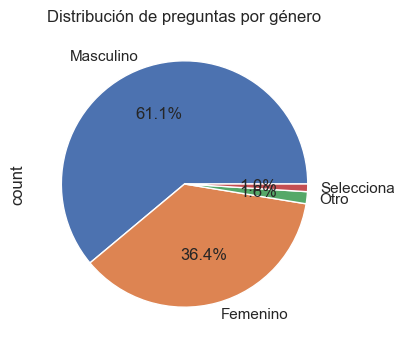 Distribución de preguntas por género
Masculino
61.1%
count
1.0%
Selecciona
1.6%
Otro
36.4%
Femenino